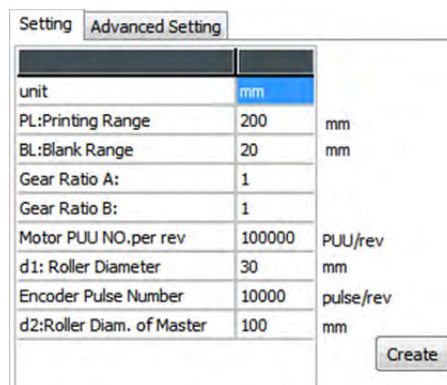 Setting Advanced Setting
unit mm
PL:Printing Range 200 mm
BL:Blank Range 20 mm
Gear Ratio A: 1
Gear Ratio B: 1
Motor PUU NO.per rev 100000 PUU/rev
d1: Roller Diameter 30 mm
Encoder Pulse Number 10000 pulse/rev
d2:Roller Diam. of Master 100 mm
Create